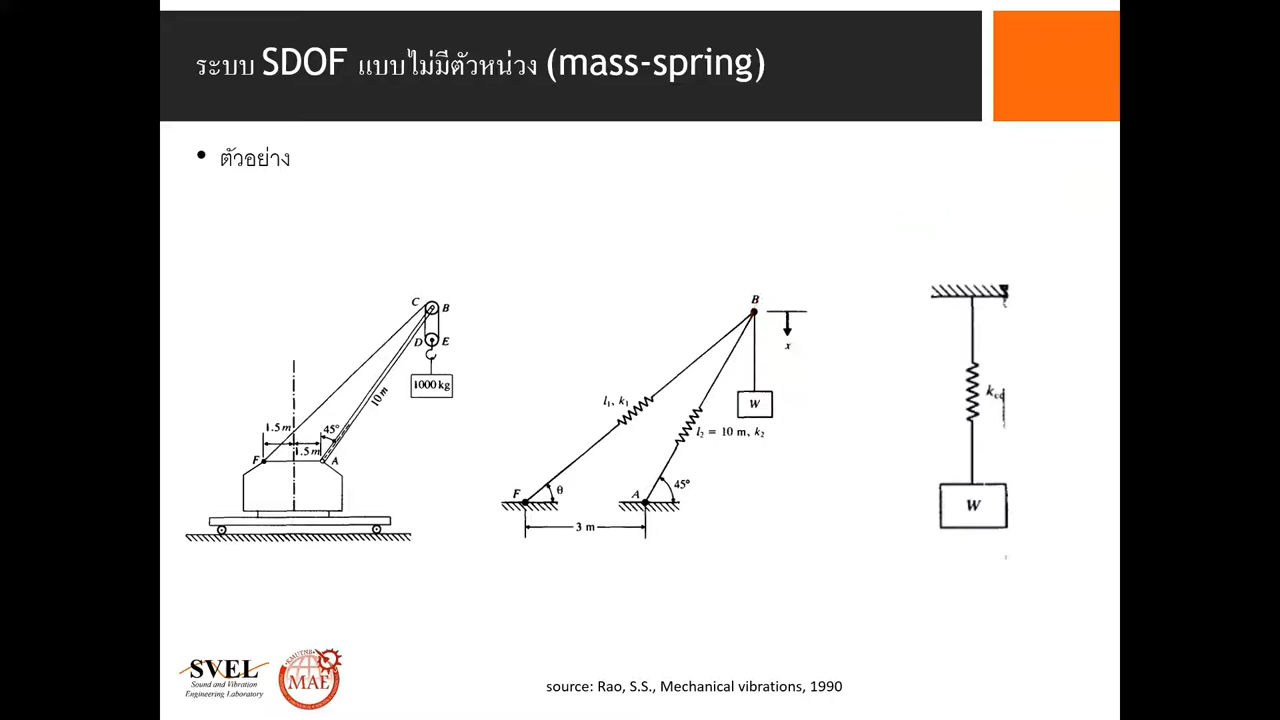 ระบบ SDOF แบบไม่มีตัวหน่วง (mass-spring)
• ตัวอย่าง
C B
D E
1000 kg
10 m
1.5 m 45°
1.5 m
F A
B
x
l₁, k₁
W
l₂ = 10 m, k₂
F θ
A 45°
3 m
W
SVEL
Sound and Vibration
Engineering Laboratory
KMUTNB
MAE
source: Rao, S.S., Mechanical vibrations, 1990